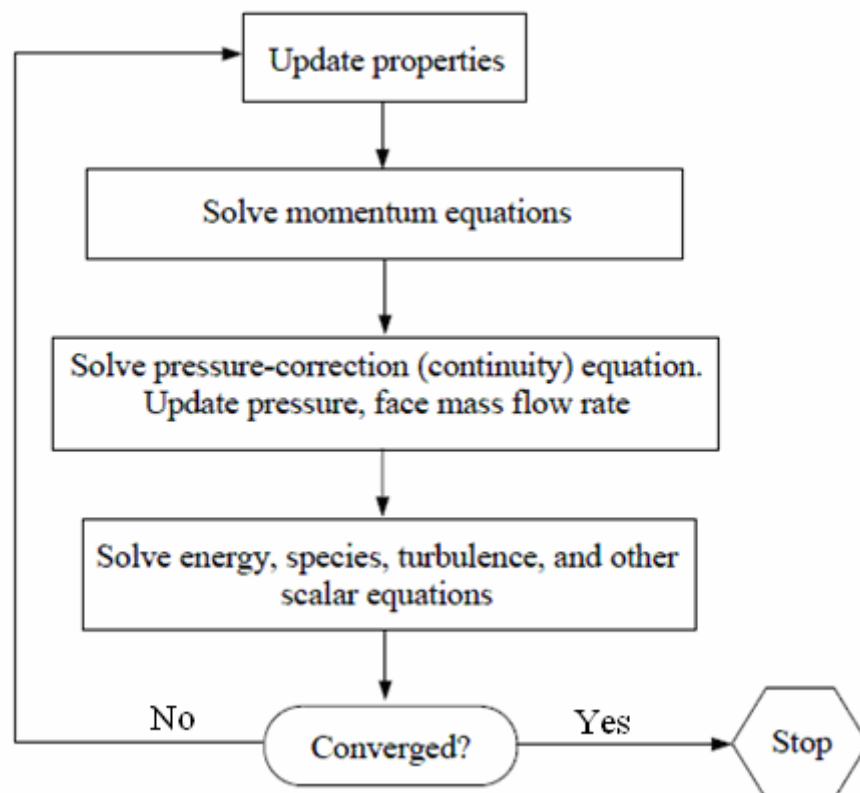 Update properties
Solve momentum equations
Solve pressure-correction (continuity) equation.
Update pressure, face mass flow rate
Solve energy, species, turbulence, and other
scalar equations
No
Converged?
Yes
Stop